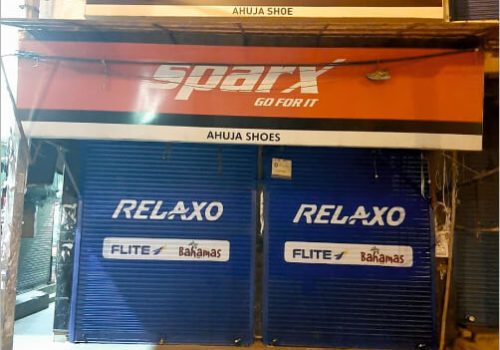 AHUJA SHOE
sparx
GO FOR IT
AHUJA SHOES
RELAXO
FLITE Bahamas
RELAXO
FLITE Bahamas